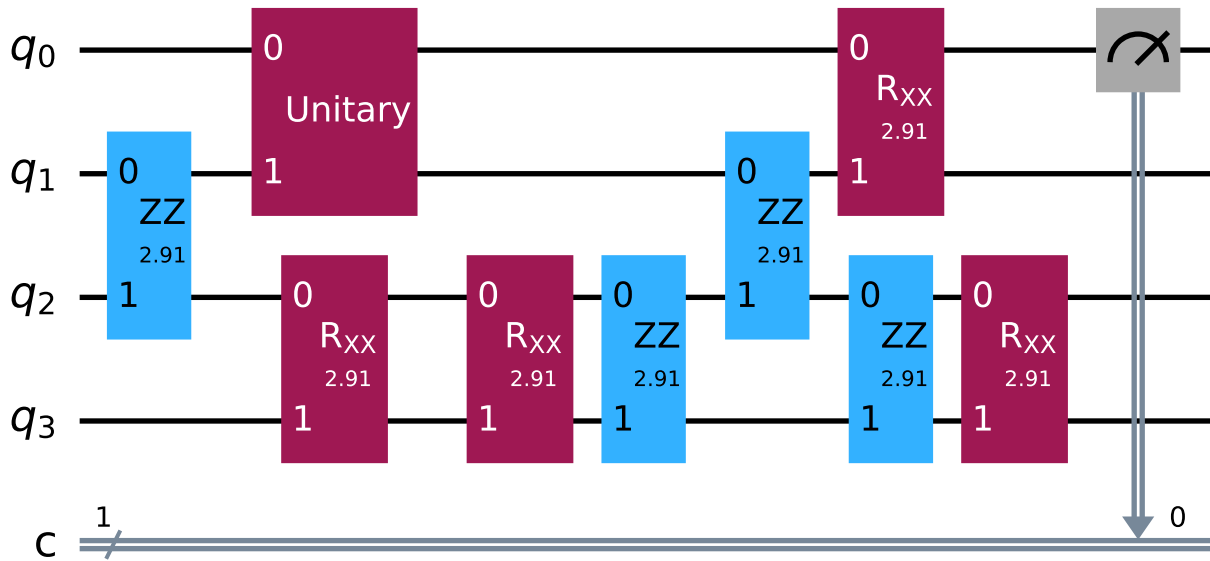 q0 0 0
Unitary RXX
2.91
q1 0 1 0 1
ZZ ZZ
2.91 2.91
q2 1 0 0 0 1 0 0
RXX RXX ZZ ZZ RXX
2.91 2.91 2.91 2.91 2.91
q3 1 1 1 1 1
1 0
c